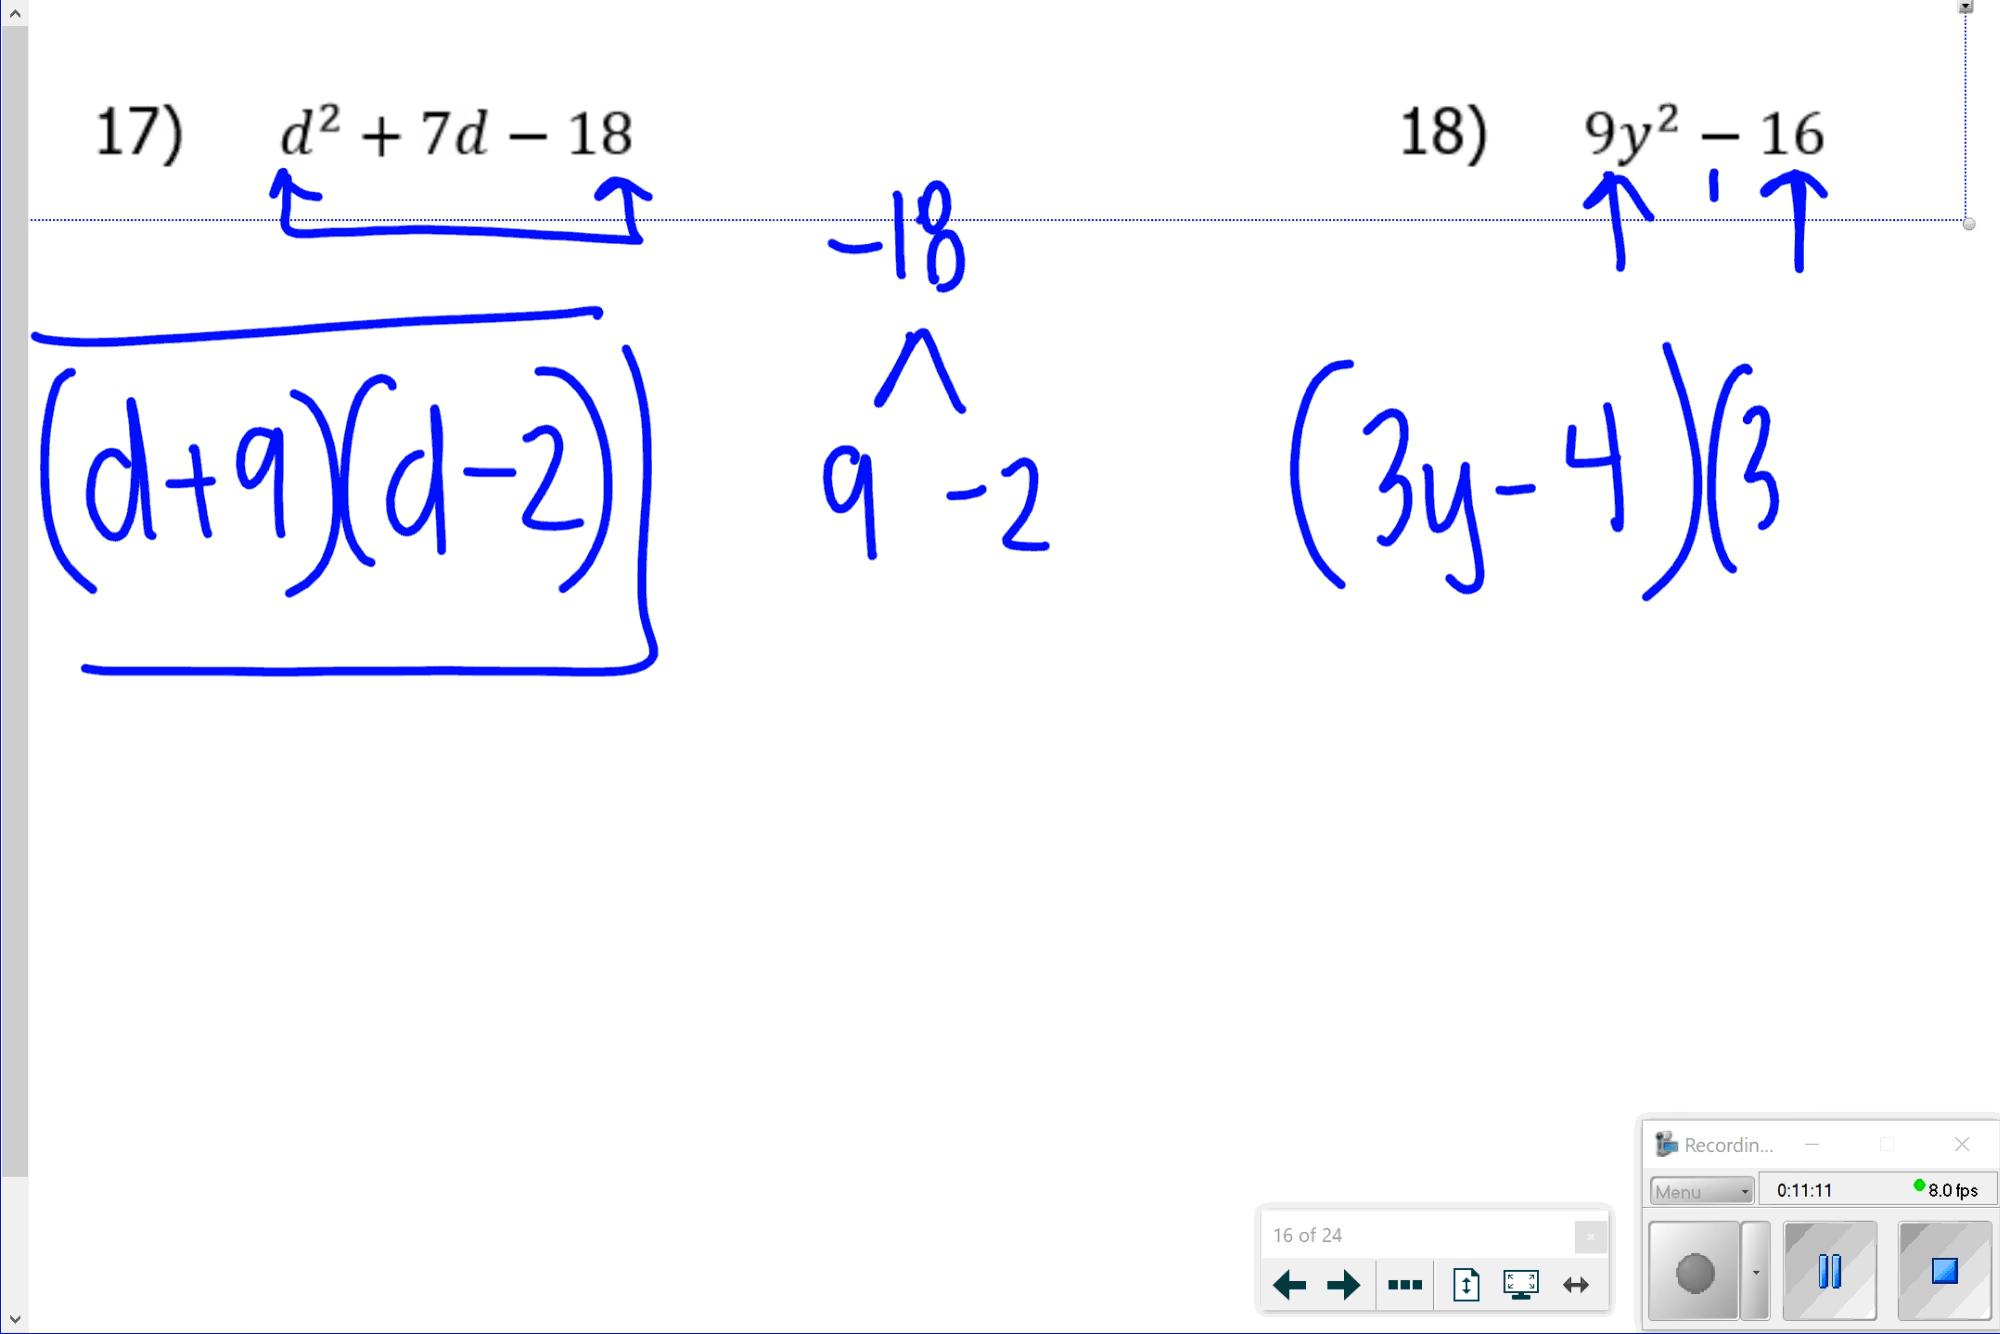 17) d² + 7d − 18
18) 9y² − 16
-18
(d+9)(d-2)
9 -2
(3y-4)(3
Recordin...
Menu
0:11:11
8.0 fps
16 of 24